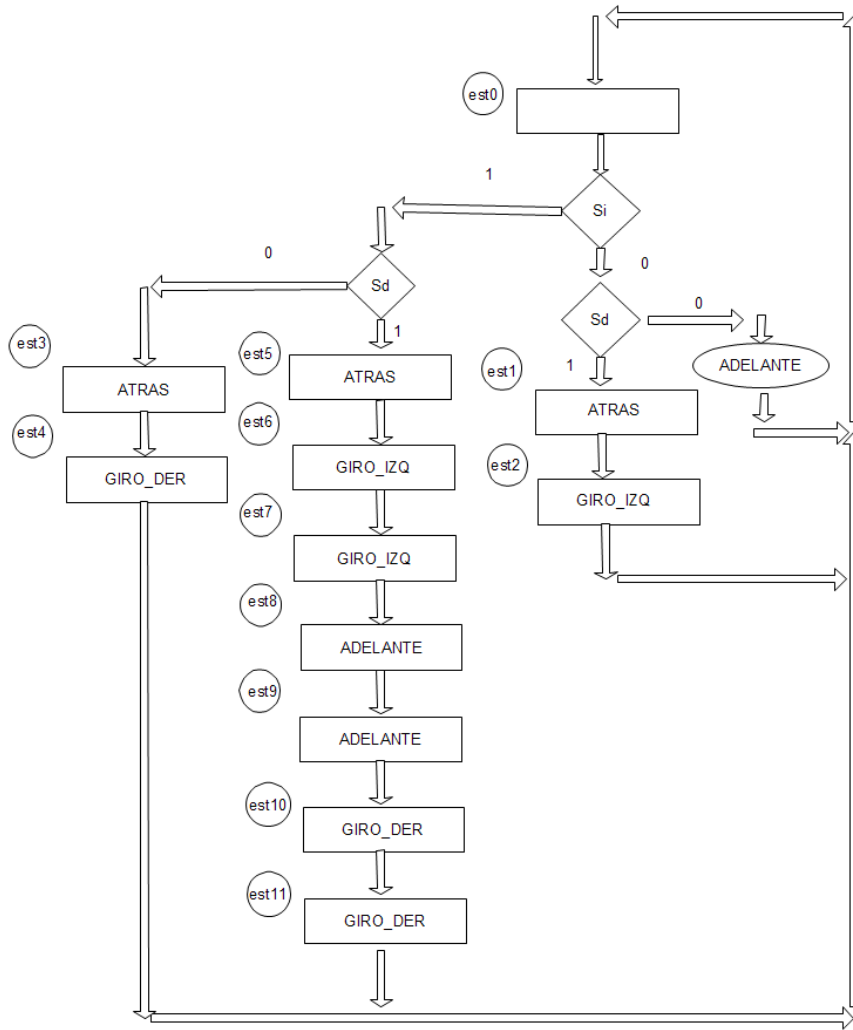 est0
1
Si
0
0
Sd
1
Sd
0
1
ADELANTE
est3
ATRAS
est4
GIRO_DER
est5
ATRAS
est6
GIRO_IZQ
est7
GIRO_IZQ
est8
ADELANTE
est9
ADELANTE
est10
GIRO_DER
est11
GIRO_DER
est1
ATRAS
est2
GIRO_IZQ